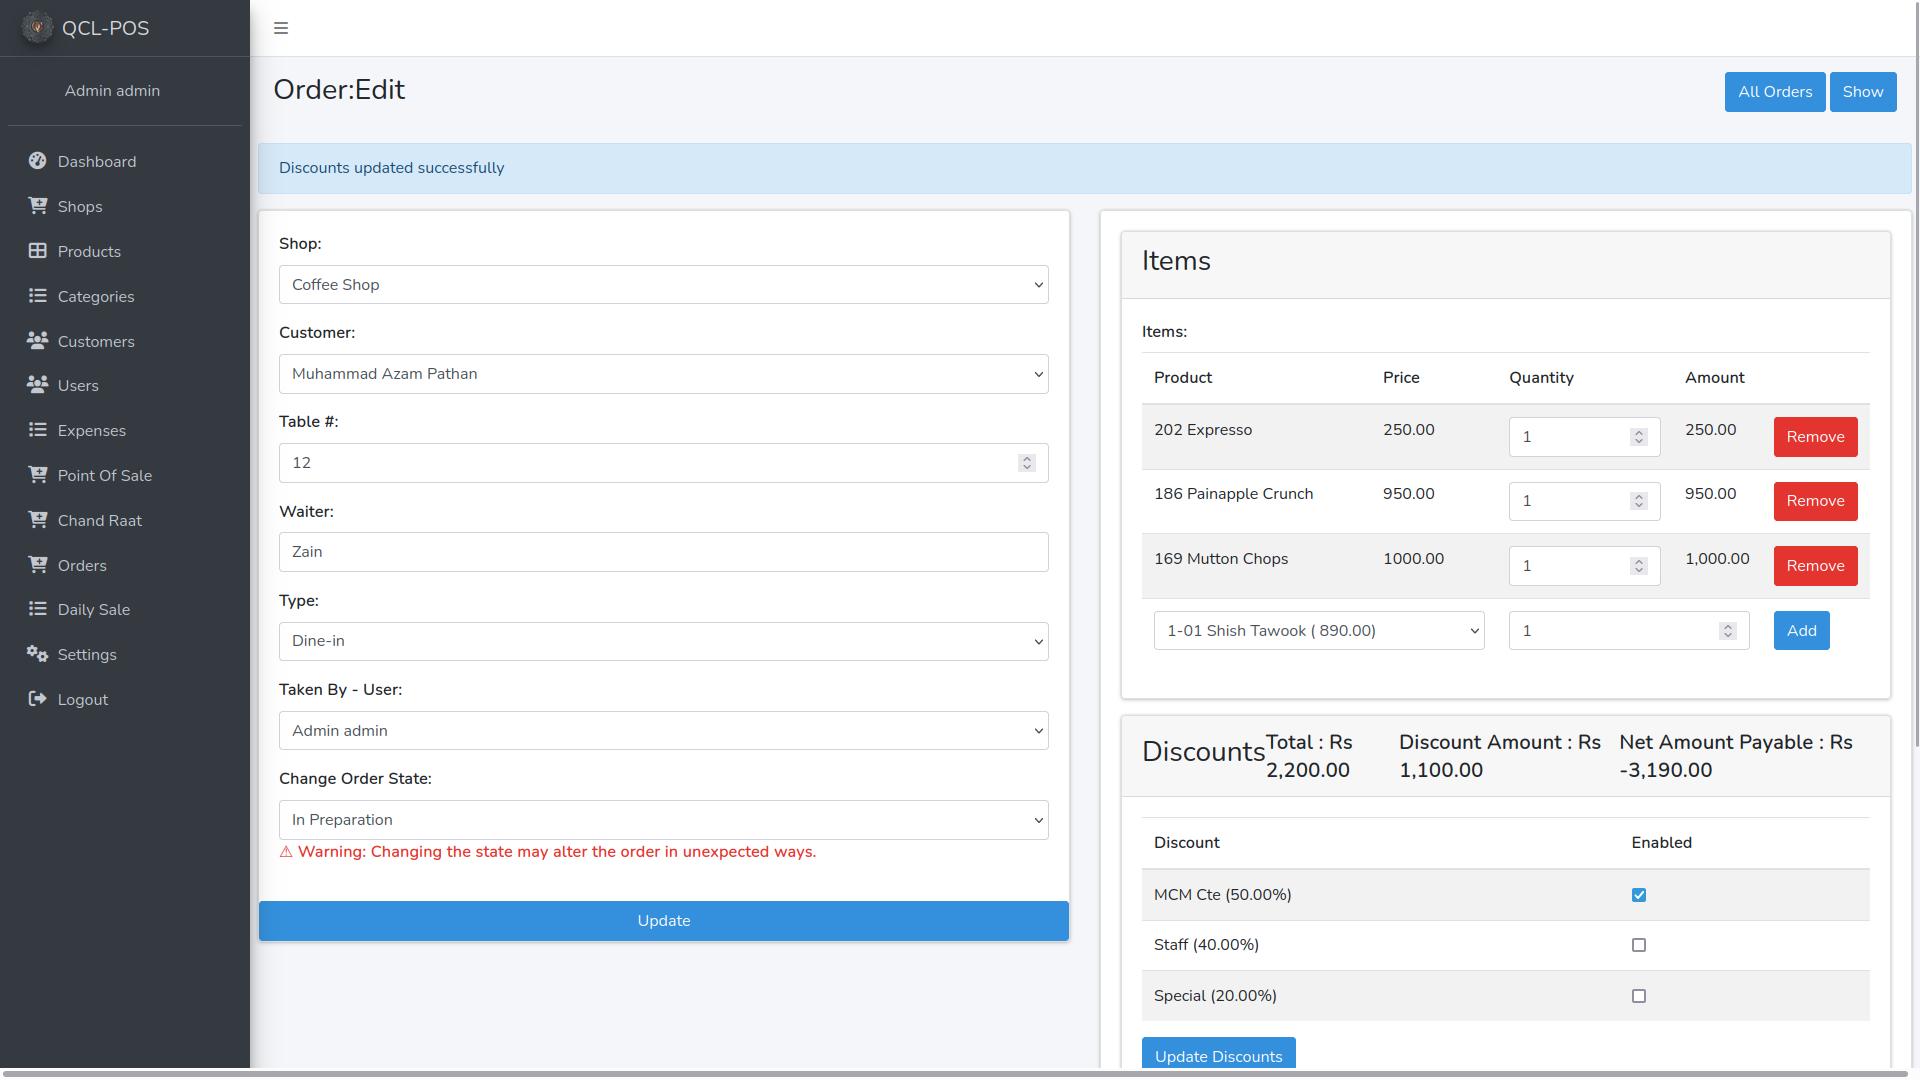 QCL-POS
Admin admin
Dashboard
Shops
Products
Categories
Customers
Users
Expenses
Point Of Sale
Chand Raat
Orders
Daily Sale
Settings
Logout
Order:Edit
All Orders
Show
Discounts updated successfully
Shop:
Coffee Shop
Customer:
Muhammad Azam Pathan
Table #:
12
Waiter:
Zain
Type:
Dine-in
Taken By - User:
Admin admin
Change Order State:
In Preparation
⚠ Warning: Changing the state may alter the order in unexpected ways.
Update
Items
Items:
Product Price Quantity Amount
202 Expresso 250.00 1 250.00 Remove
186 Painapple Crunch 950.00 1 950.00 Remove
169 Mutton Chops 1000.00 1 1,000.00 Remove
1-01 Shish Tawook ( 890.00) 1 Add
Discounts
Total : Rs
2,200.00
Discount Amount : Rs
1,100.00
Net Amount Payable : Rs
-3,190.00
Discount Enabled
MCM Cte (50.00%)
Staff (40.00%)
Special (20.00%)
Update Discounts